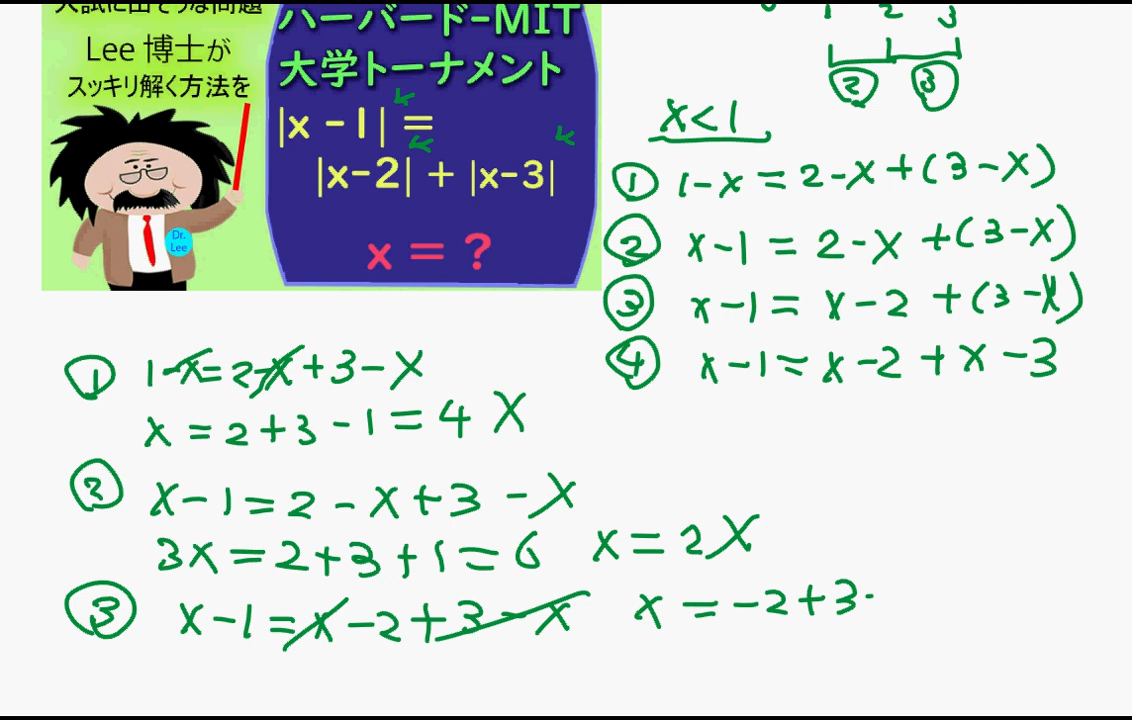 入試に出そうな問題
Lee 博士が
スッキリ解く方法を
Dr.
Lee
ハーバード-MIT
大学トーナメント
|x - 1| =
|x-2| + |x-3|
x = ?
1 2 3
② ③
x<1
① 1-x=2-x+(3-x)
② x-1=2-x+(3-x)
③ x-1=x-2+(3-x)
④ x-1=x-2+x-3
① 1-x=2-x+3-x
x=2+3-1=4 X
② x-1=2-x+3-x
3x=2+3+1=6 x=2X
③ x-1=x-2+3-x x=-2+3-